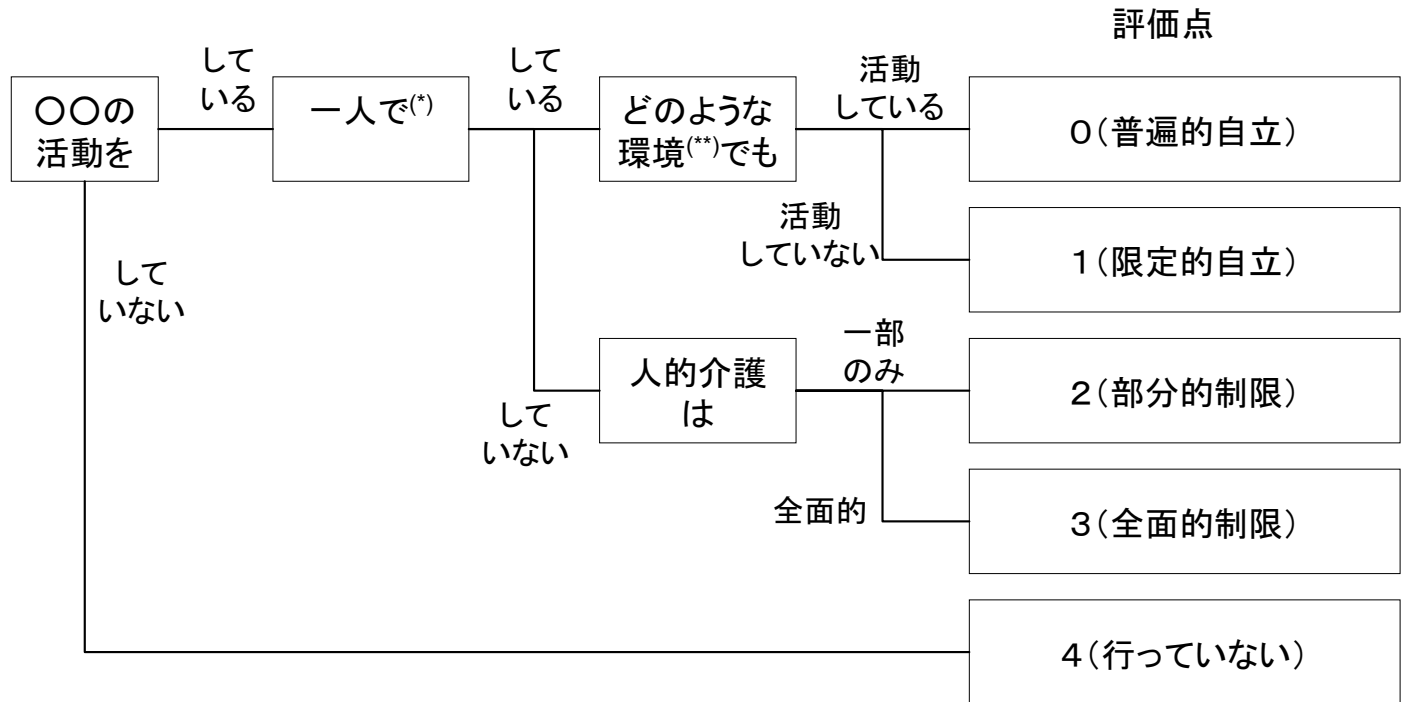 評価点
して
いる
して
いる
活動
している
〇〇の
活動を
一人で(*)
どのような
環境(**)でも
0(普遍的自立)
活動
していない
1(限定的自立)
して
いない
一部
のみ
人的介護
は
2(部分的制限)
して
いない
全面的
3(全面的制限)
4(行っていない)